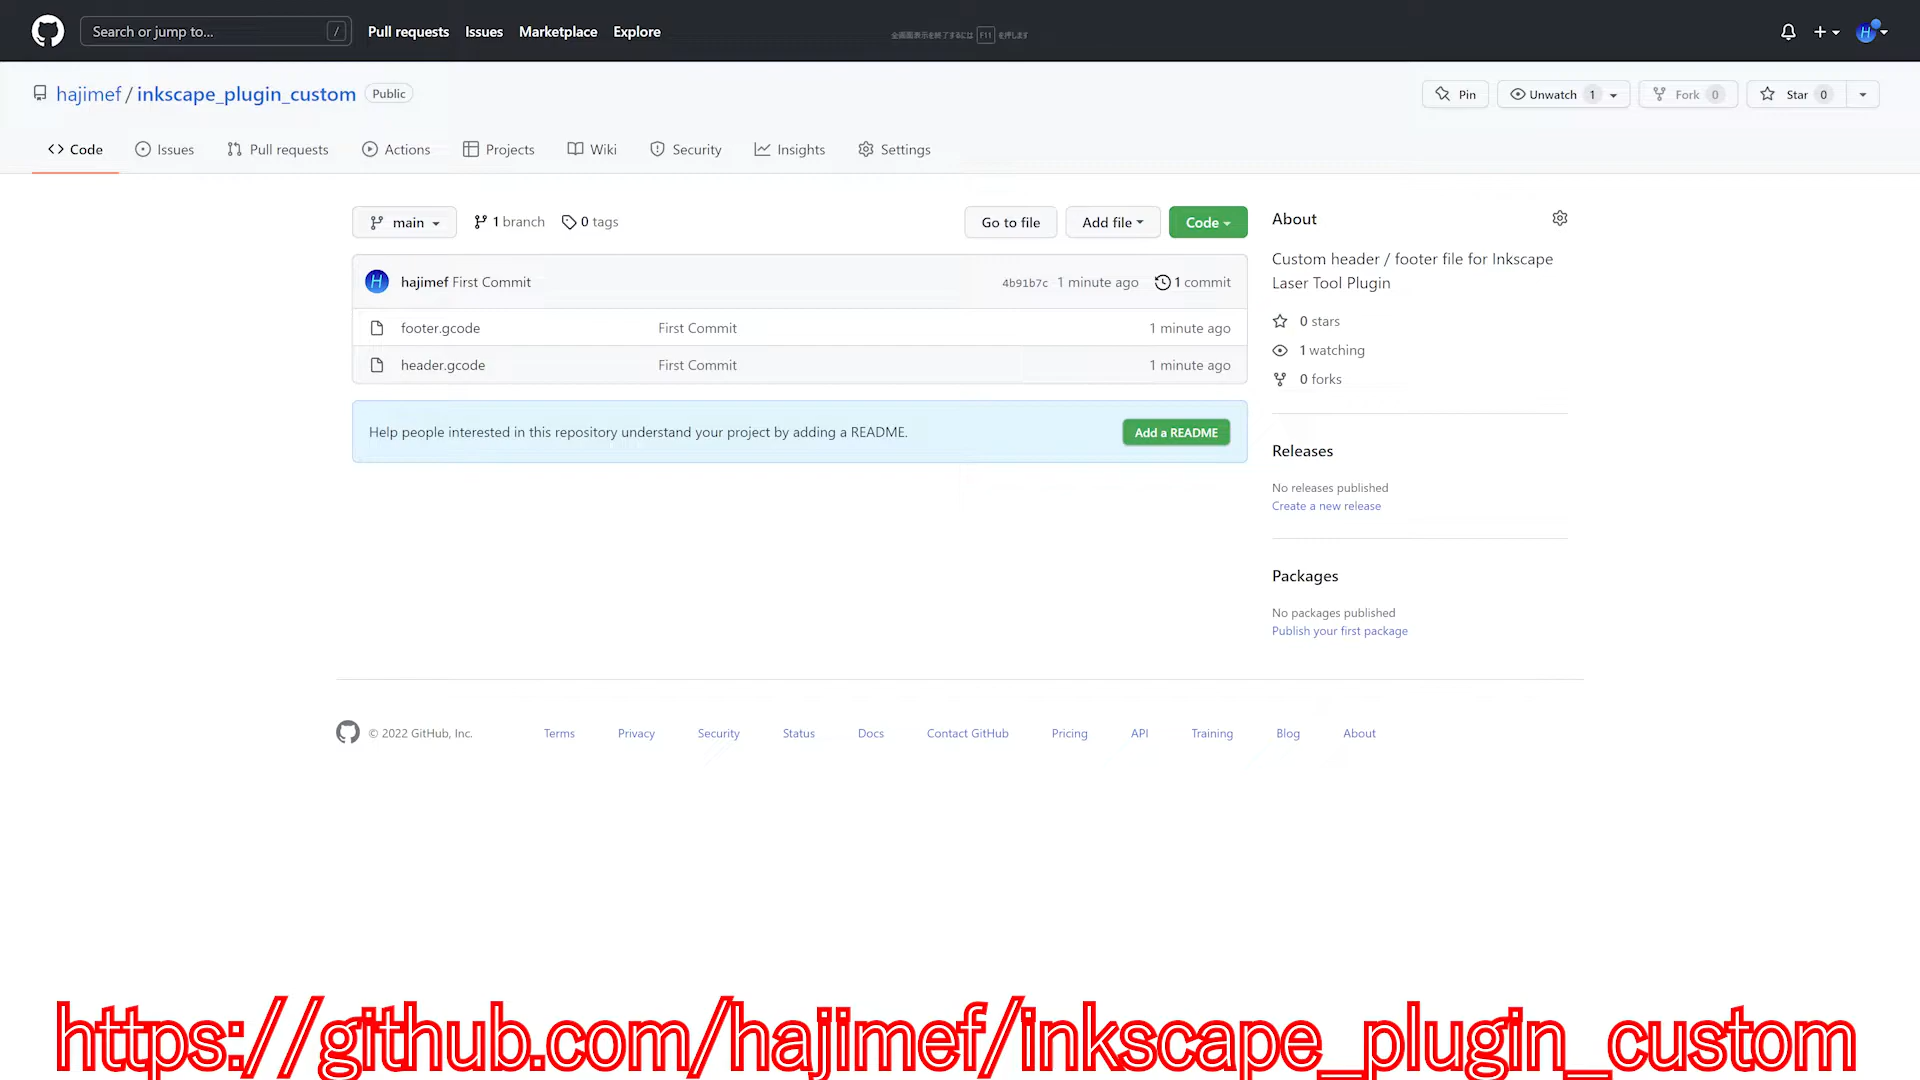 Search or jump to... /
Pull requests Issues Marketplace Explore
全画面表示を終了するには F11 を押します
hajimef / inkscape_plugin_custom Public
Pin Unwatch 1 Fork 0 Star 0
Code Issues Pull requests Actions Projects Wiki Security Insights Settings
main 1 branch 0 tags
Go to file Add file Code
hajimef First Commit 4b91b7c 1 minute ago 1 commit
footer.gcode First Commit 1 minute ago
header.gcode First Commit 1 minute ago
Help people interested in this repository understand your project by adding a README. Add a README
About
Custom header / footer file for Inkscape
Laser Tool Plugin
0 stars
1 watching
0 forks
Releases
No releases published
Create a new release
Packages
No packages published
Publish your first package
© 2022 GitHub, Inc. Terms Privacy Security Status Docs Contact GitHub Pricing API Training Blog About
https://github.com/hajimef/inkscape_plugin_custom